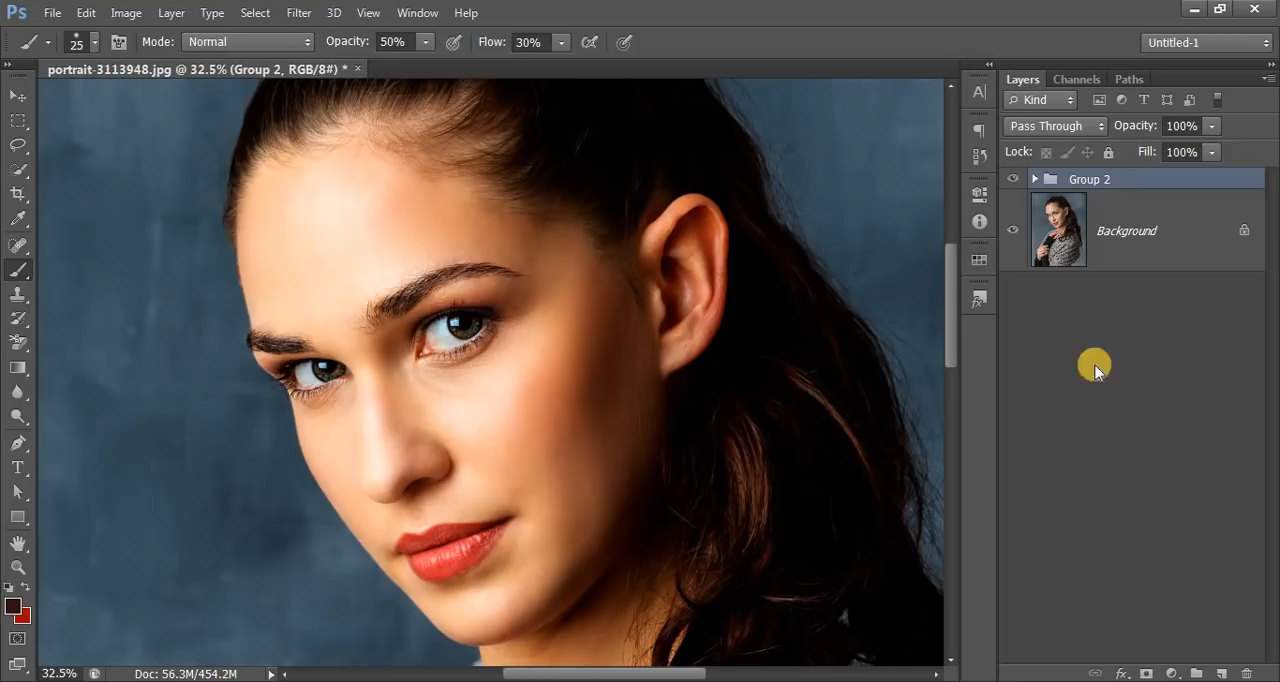 Ps File Edit Image Layer Type Select Filter 3D View Window Help
25 Mode: Normal Opacity: 50% Flow: 30% Untitled-1
portrait-3113948.jpg @ 32.5% (Group 2, RGB/8#) * ×
Layers Channels Paths
Kind
Pass Through Opacity: 100%
Lock: Fill: 100%
Group 2
Background
32.5% Doc: 56.3M/454.2M